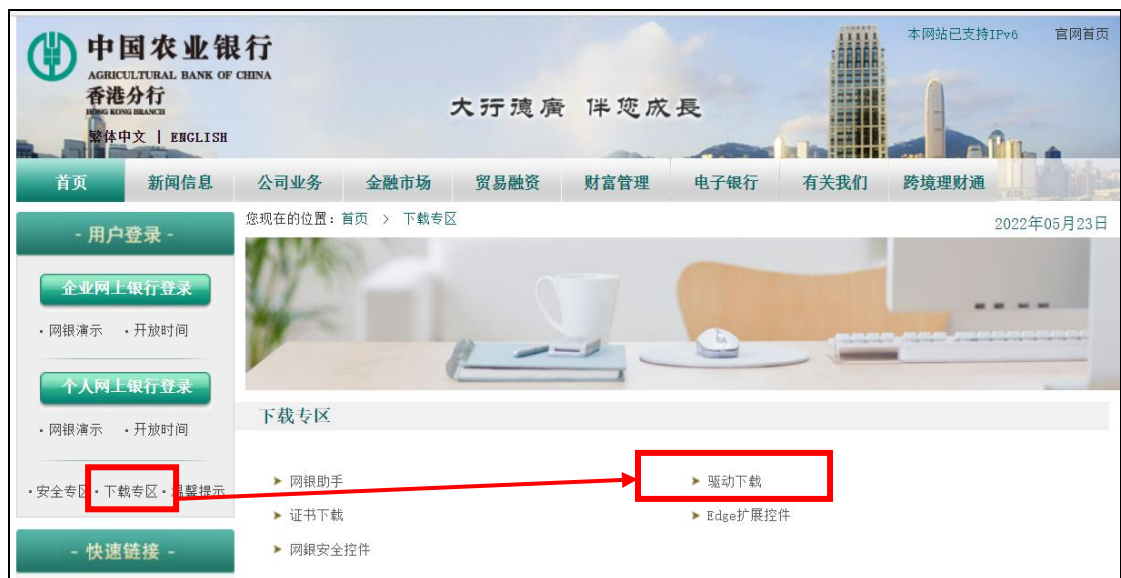 中国农业银行
AGRICULTURAL BANK OF CHINA
香港分行
HONG KONG BRANCH
繁体中文 | ENGLISH
大行德廣 伴您成長
本网站已支持IPv6 官网首页
首页 新闻信息 公司业务 金融市场 贸易融资 财富管理 电子银行 有关我们 跨境理财通
- 用户登录 -
企业网上银行登录
·网银演示 ·开放时间
个人网上银行登录
·网银演示 ·开放时间
·安全专区·下载专区·温馨提示
- 快速链接 -
您现在的位置：首页 > 下载专区
2022年05月23日
下载专区
网银助手
驱动下载
证书下载
Edge扩展控件
网銀安全控件